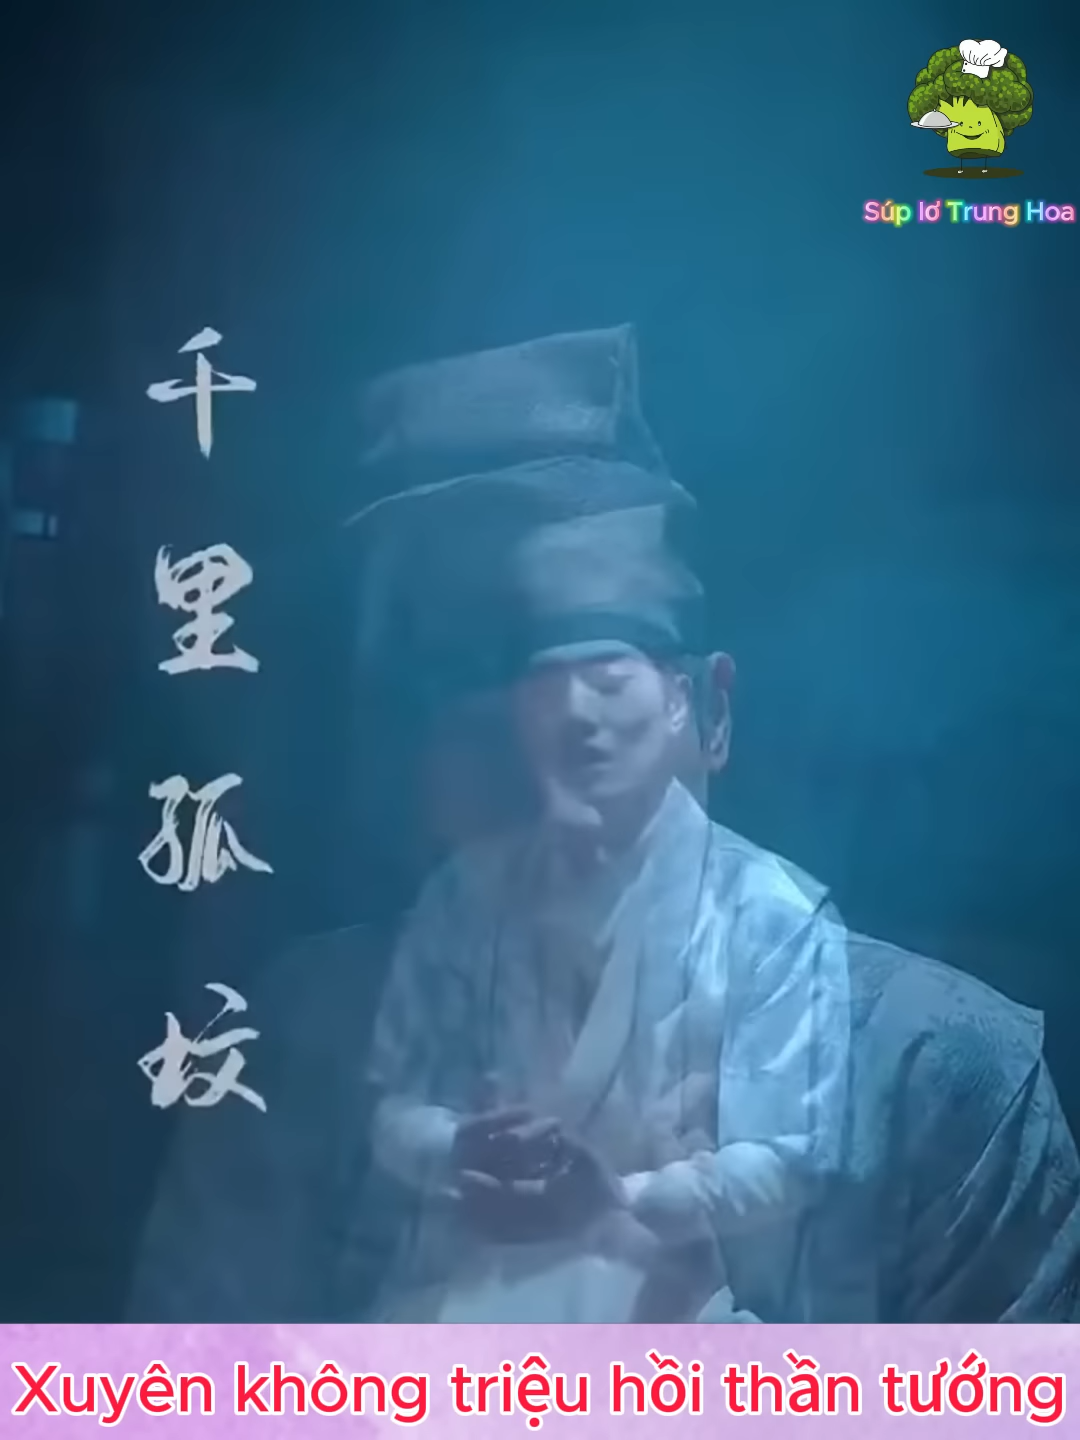 Súp lơ Trung Hoa
千里孤坟
Xuyên không triệu hồi thần tướng